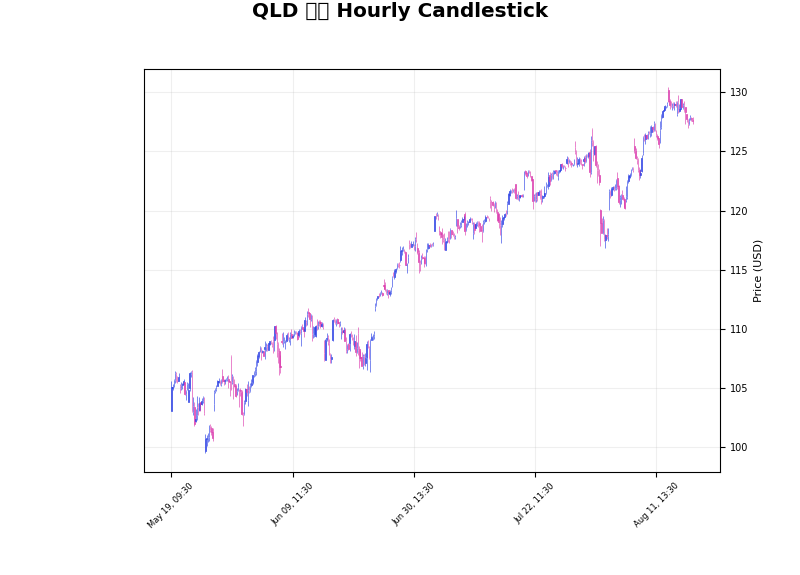 QLD Hourly Candlestick
130
125
120
115
110
105
100
Price (USD)
May 19, 09:30
Jun 09, 11:30
Jun 30, 13:30
Jul 22, 11:30
Aug 11, 13:30